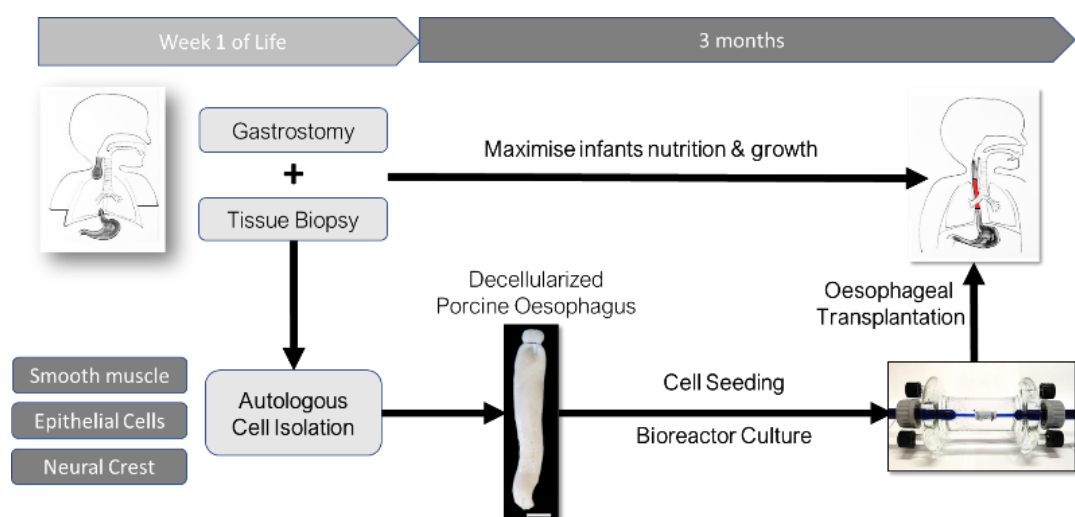 Week 1 of Life
3 months
Gastrostomy
+
Tissue Biopsy
Maximise infants nutrition & growth
Decellularized
Porcine Oesophagus
Oesophageal
Transplantation
Smooth muscle
Epithelial Cells
Neural Crest
Autologous
Cell Isolation
Cell Seeding
Bioreactor Culture